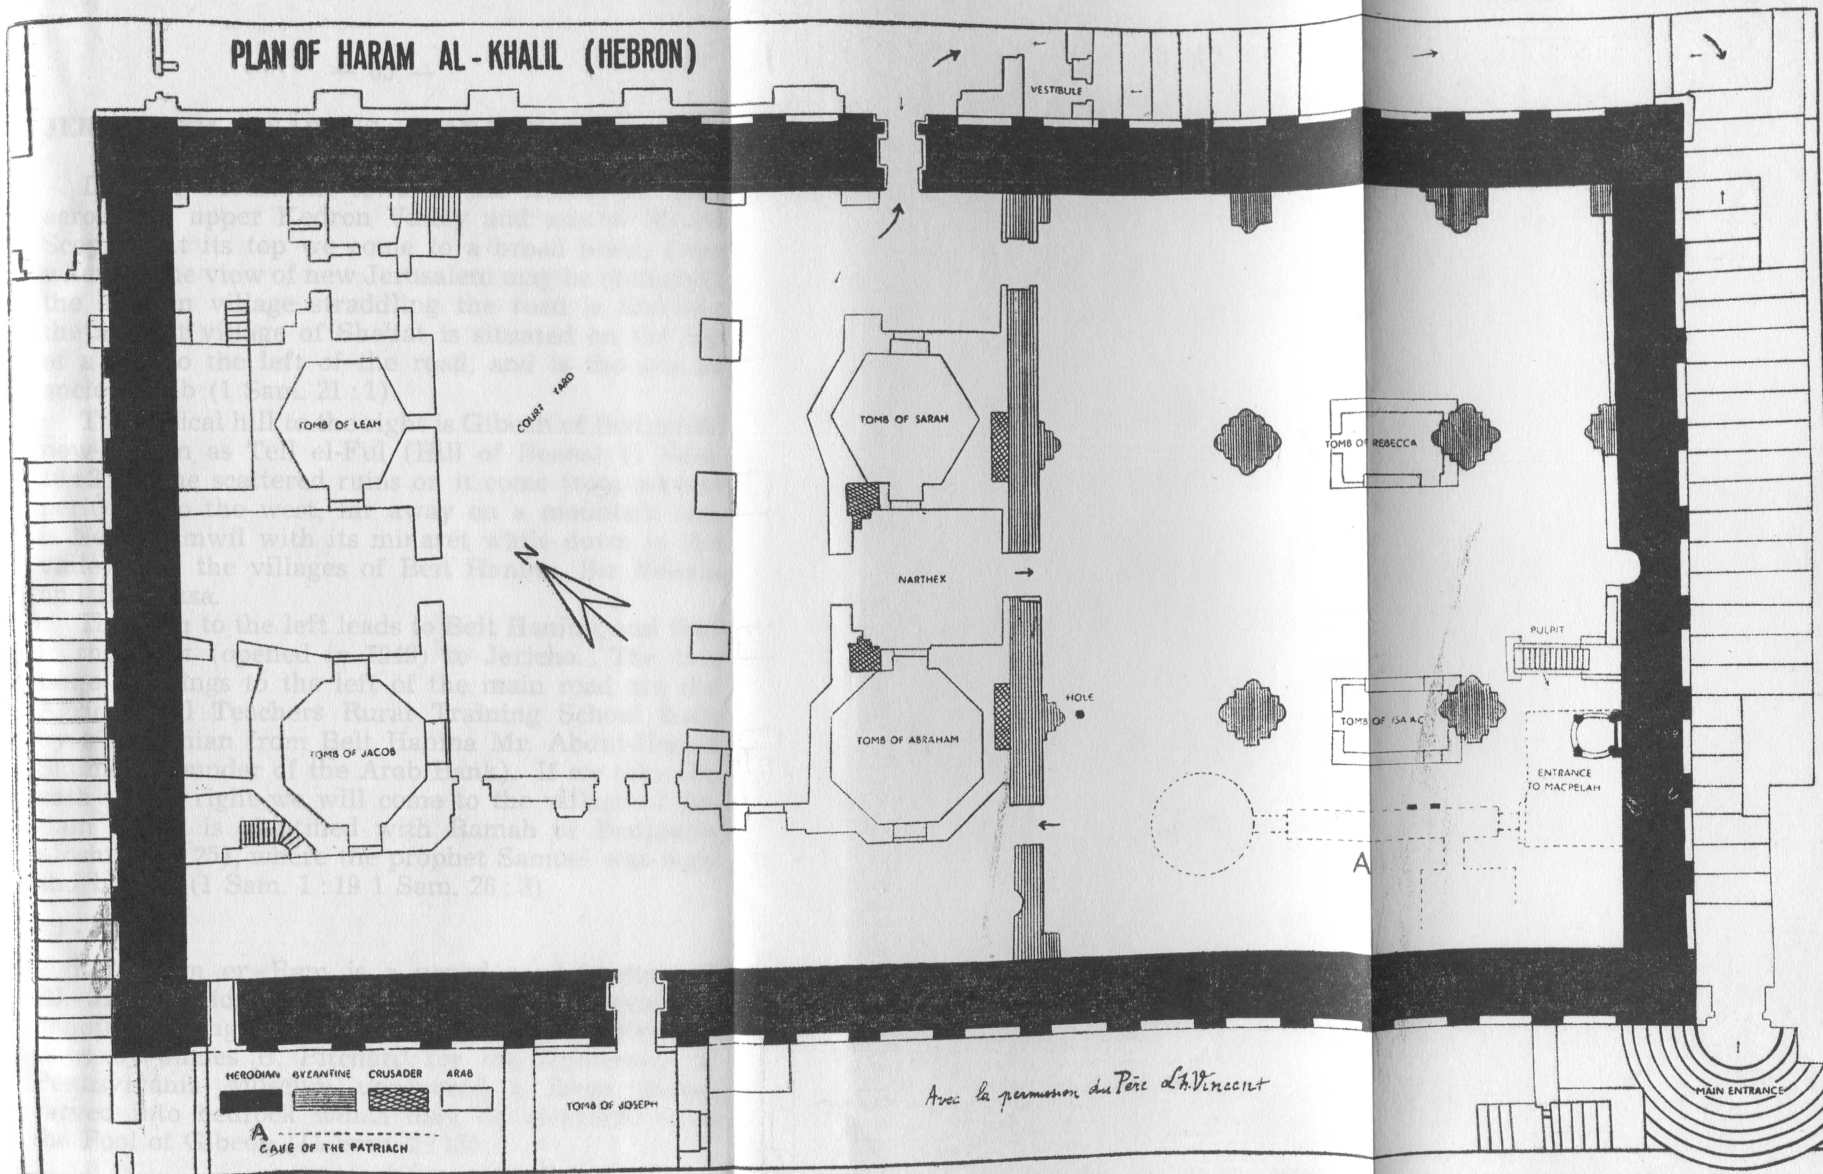 PLAN OF HARAM AL-KHALIL (HEBRON)
VESTIBULE
TOMB OF LEAH
COURT YARD
TOMB OF SARAH
TOMB OF REBECCA
N
NARTHEX
PULPIT
HOLE
TOMB OF JACOB
TOMB OF ABRAHAM
TOMB OF ISAAC
ENTRANCE
TO MACPELAH
A
HERODIAN BYZANTINE CRUSADER ARAB
A
CAVE OF THE PATRIACH
TOMB OF JOSEPH
Avec la permission du Père L.h. Vincent
MAIN ENTRANCE